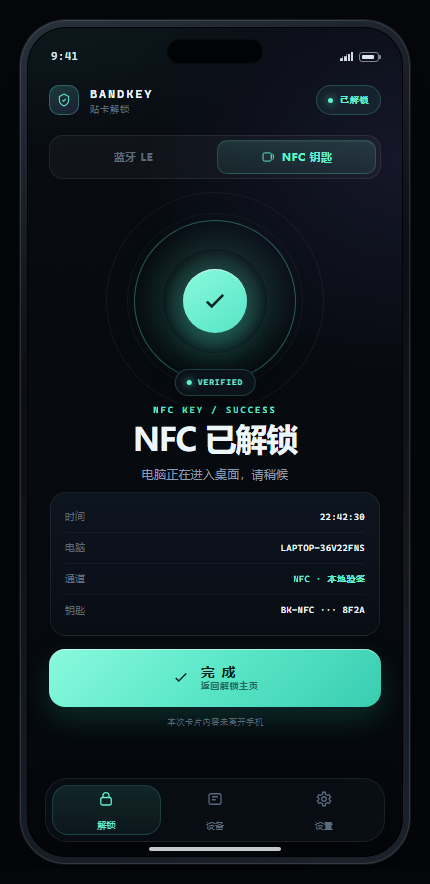 9:41
BANDKEY
贴卡解锁
已解锁
蓝牙 LE
NFC 钥匙
VERIFIED
NFC KEY / SUCCESS
NFC 已解锁
电脑正在进入桌面，请稍候
时间 22:42:30
电脑 LAPTOP-36V22FNS
通道 NFC · 本地验签
钥匙 BK-NFC ··· 8F2A
完成
返回解锁主页
本次卡片内容未离开手机
解锁 设备 设置